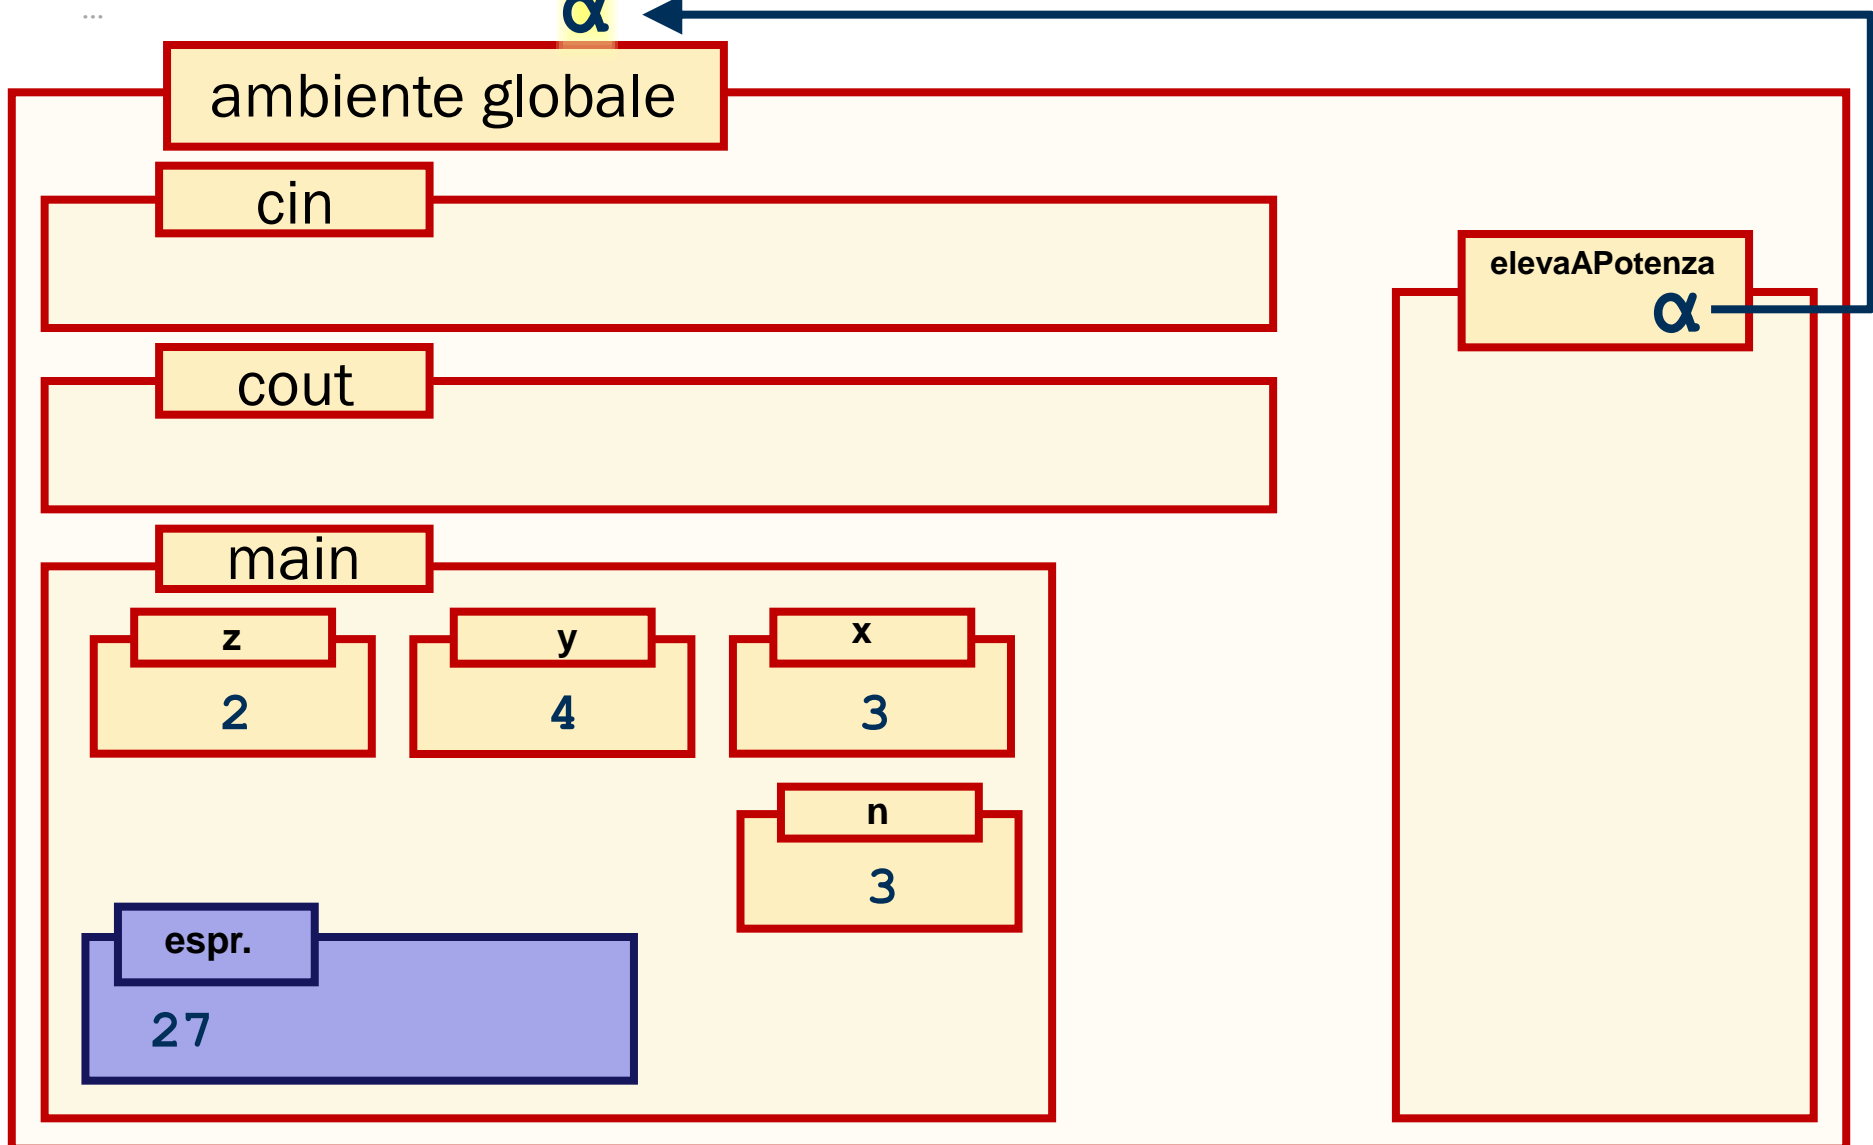 ...
α
ambiente globale
cin
elevaAPotenza
α
cout
main
z
y
x
2
4
3
n
3
espr.
27